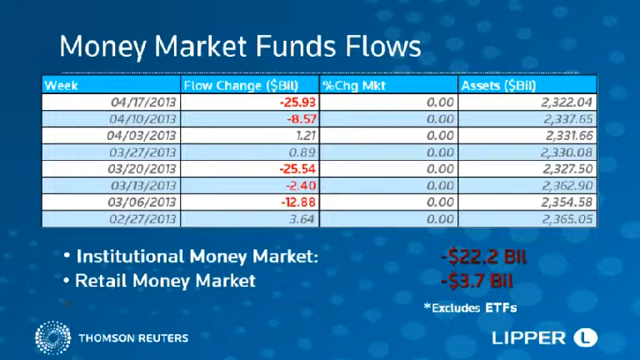 Money Market Funds Flows
Week Flow Change ($Bil) %Chg Mkt Assets ($Bil)
04/17/2013 -25.93 0.00 2,322.04
04/10/2013 -8.57 0.00 2,337.65
04/03/2013 1.21 0.00 2,331.66
03/27/2013 0.89 0.00 2,330.08
03/20/2013 -25.54 0.00 2,327.50
03/13/2013 -2.40 0.00 2,362.90
03/06/2013 -12.88 0.00 2,354.58
02/27/2013 3.64 0.00 2,365.05
• Institutional Money Market: -$22.2 Bil
• Retail Money Market -$3.7 Bil
*Excludes ETFs
THOMSON REUTERS LIPPER L